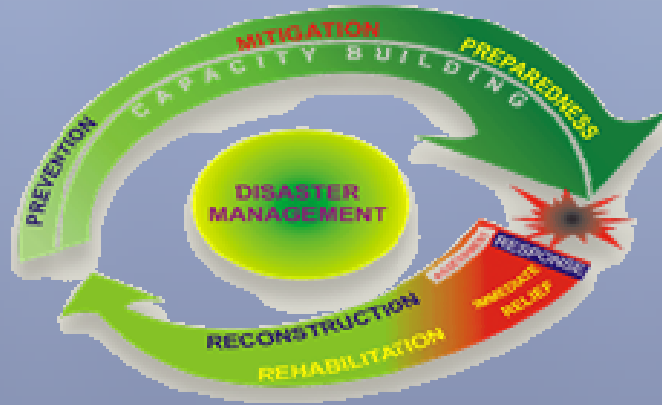 MITIGATION
PREPAREDNESS
CAPACITY BUILDING
PREVENTION
DISASTER
MANAGEMENT
RESPONSE
IMMEDIATE
RELIEF
RECONSTRUCTION
REHABILITATION